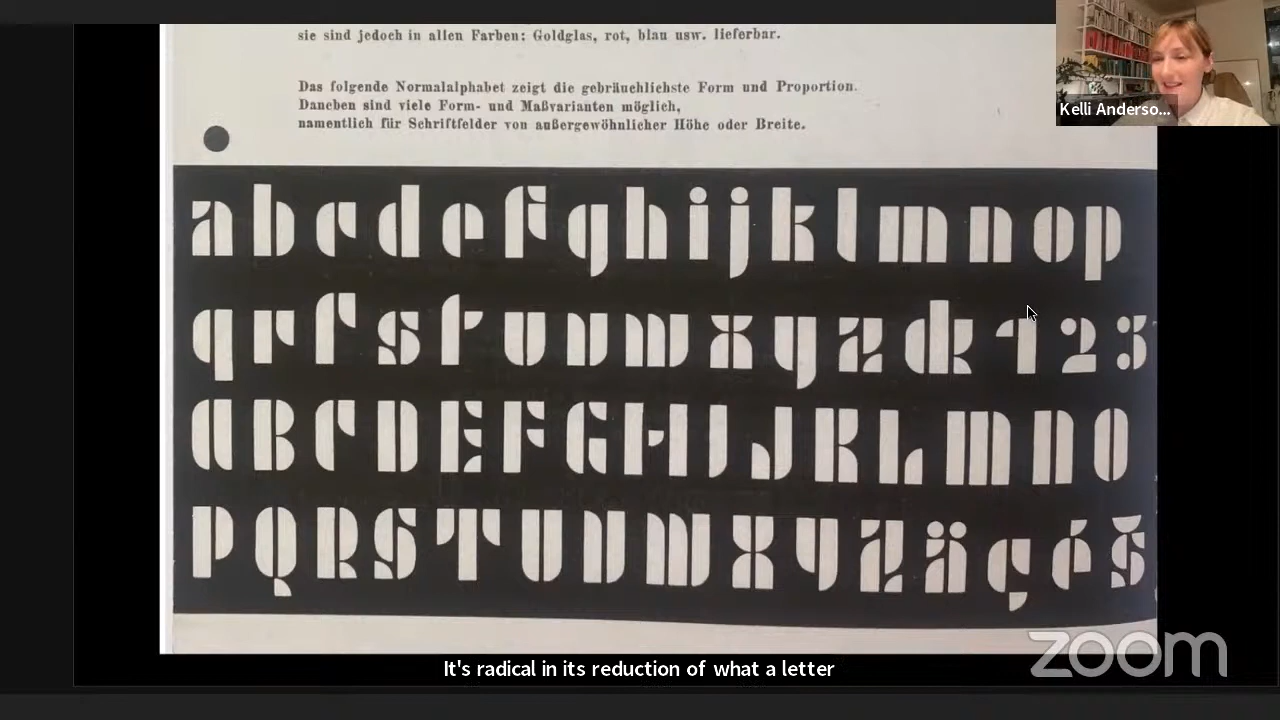 sie sind jedoch in allen Farben: Goldglas, rot, blau usw. lieferbar.
Das folgende Normalalphabet zeigt die gebräuchlichste Form und Proportion.
Daneben sind viele Form- und Maßvarianten möglich,
namentlich für Schriftfelder von außergewöhnlicher Höhe oder Breite.
Kelli Anderso...
abcdefghijklmnop
qrſstuvwxyzck123
ABCDEFGHIJKLMNO
PQRSTUVWXYZäçéš
zoom
It's radical in its reduction of what a letter